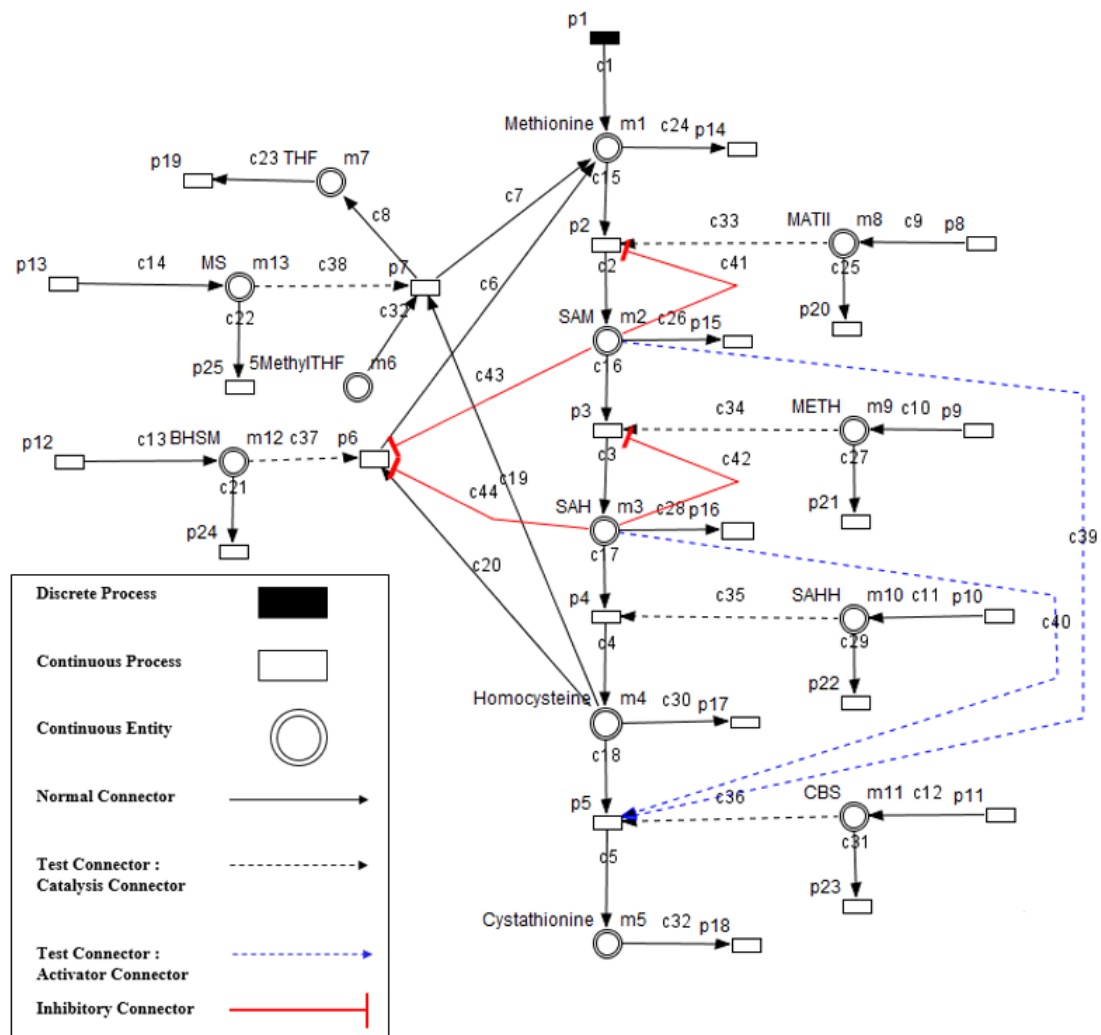 p1
c1
Methionine m1 c24 p14
c15
p19 c23 THF m7
c7
c8
p2 c33 MATII m8 c9 p8
c2 c41 c25
p13 c14 MS m13 c38 p7
c22 c32 c6
SAM m2 c26 p15 p20
c16
p25 5MethylTHF m6 c43
p3 c34 METH m9 c10 p9
c3 c42 c27
p12 c13 BHSM m12 c37 p6
c21 c19 c44
SAH m3 c28 p16 p21
c17
p24 c20 c39
p4 c35 SAHH m10 c11 p10
c4 c29 c40
Homocysteine m4 c30 p17 p22
c18
p5 c36 CBS m11 c12 p11
c5 c31
p23
Cystathionine m5 c32 p18
Discrete Process
Continuous Process
Continuous Entity
Normal Connector
Test Connector :
Catalysis Connector
Test Connector :
Activator Connector
Inhibitory Connector